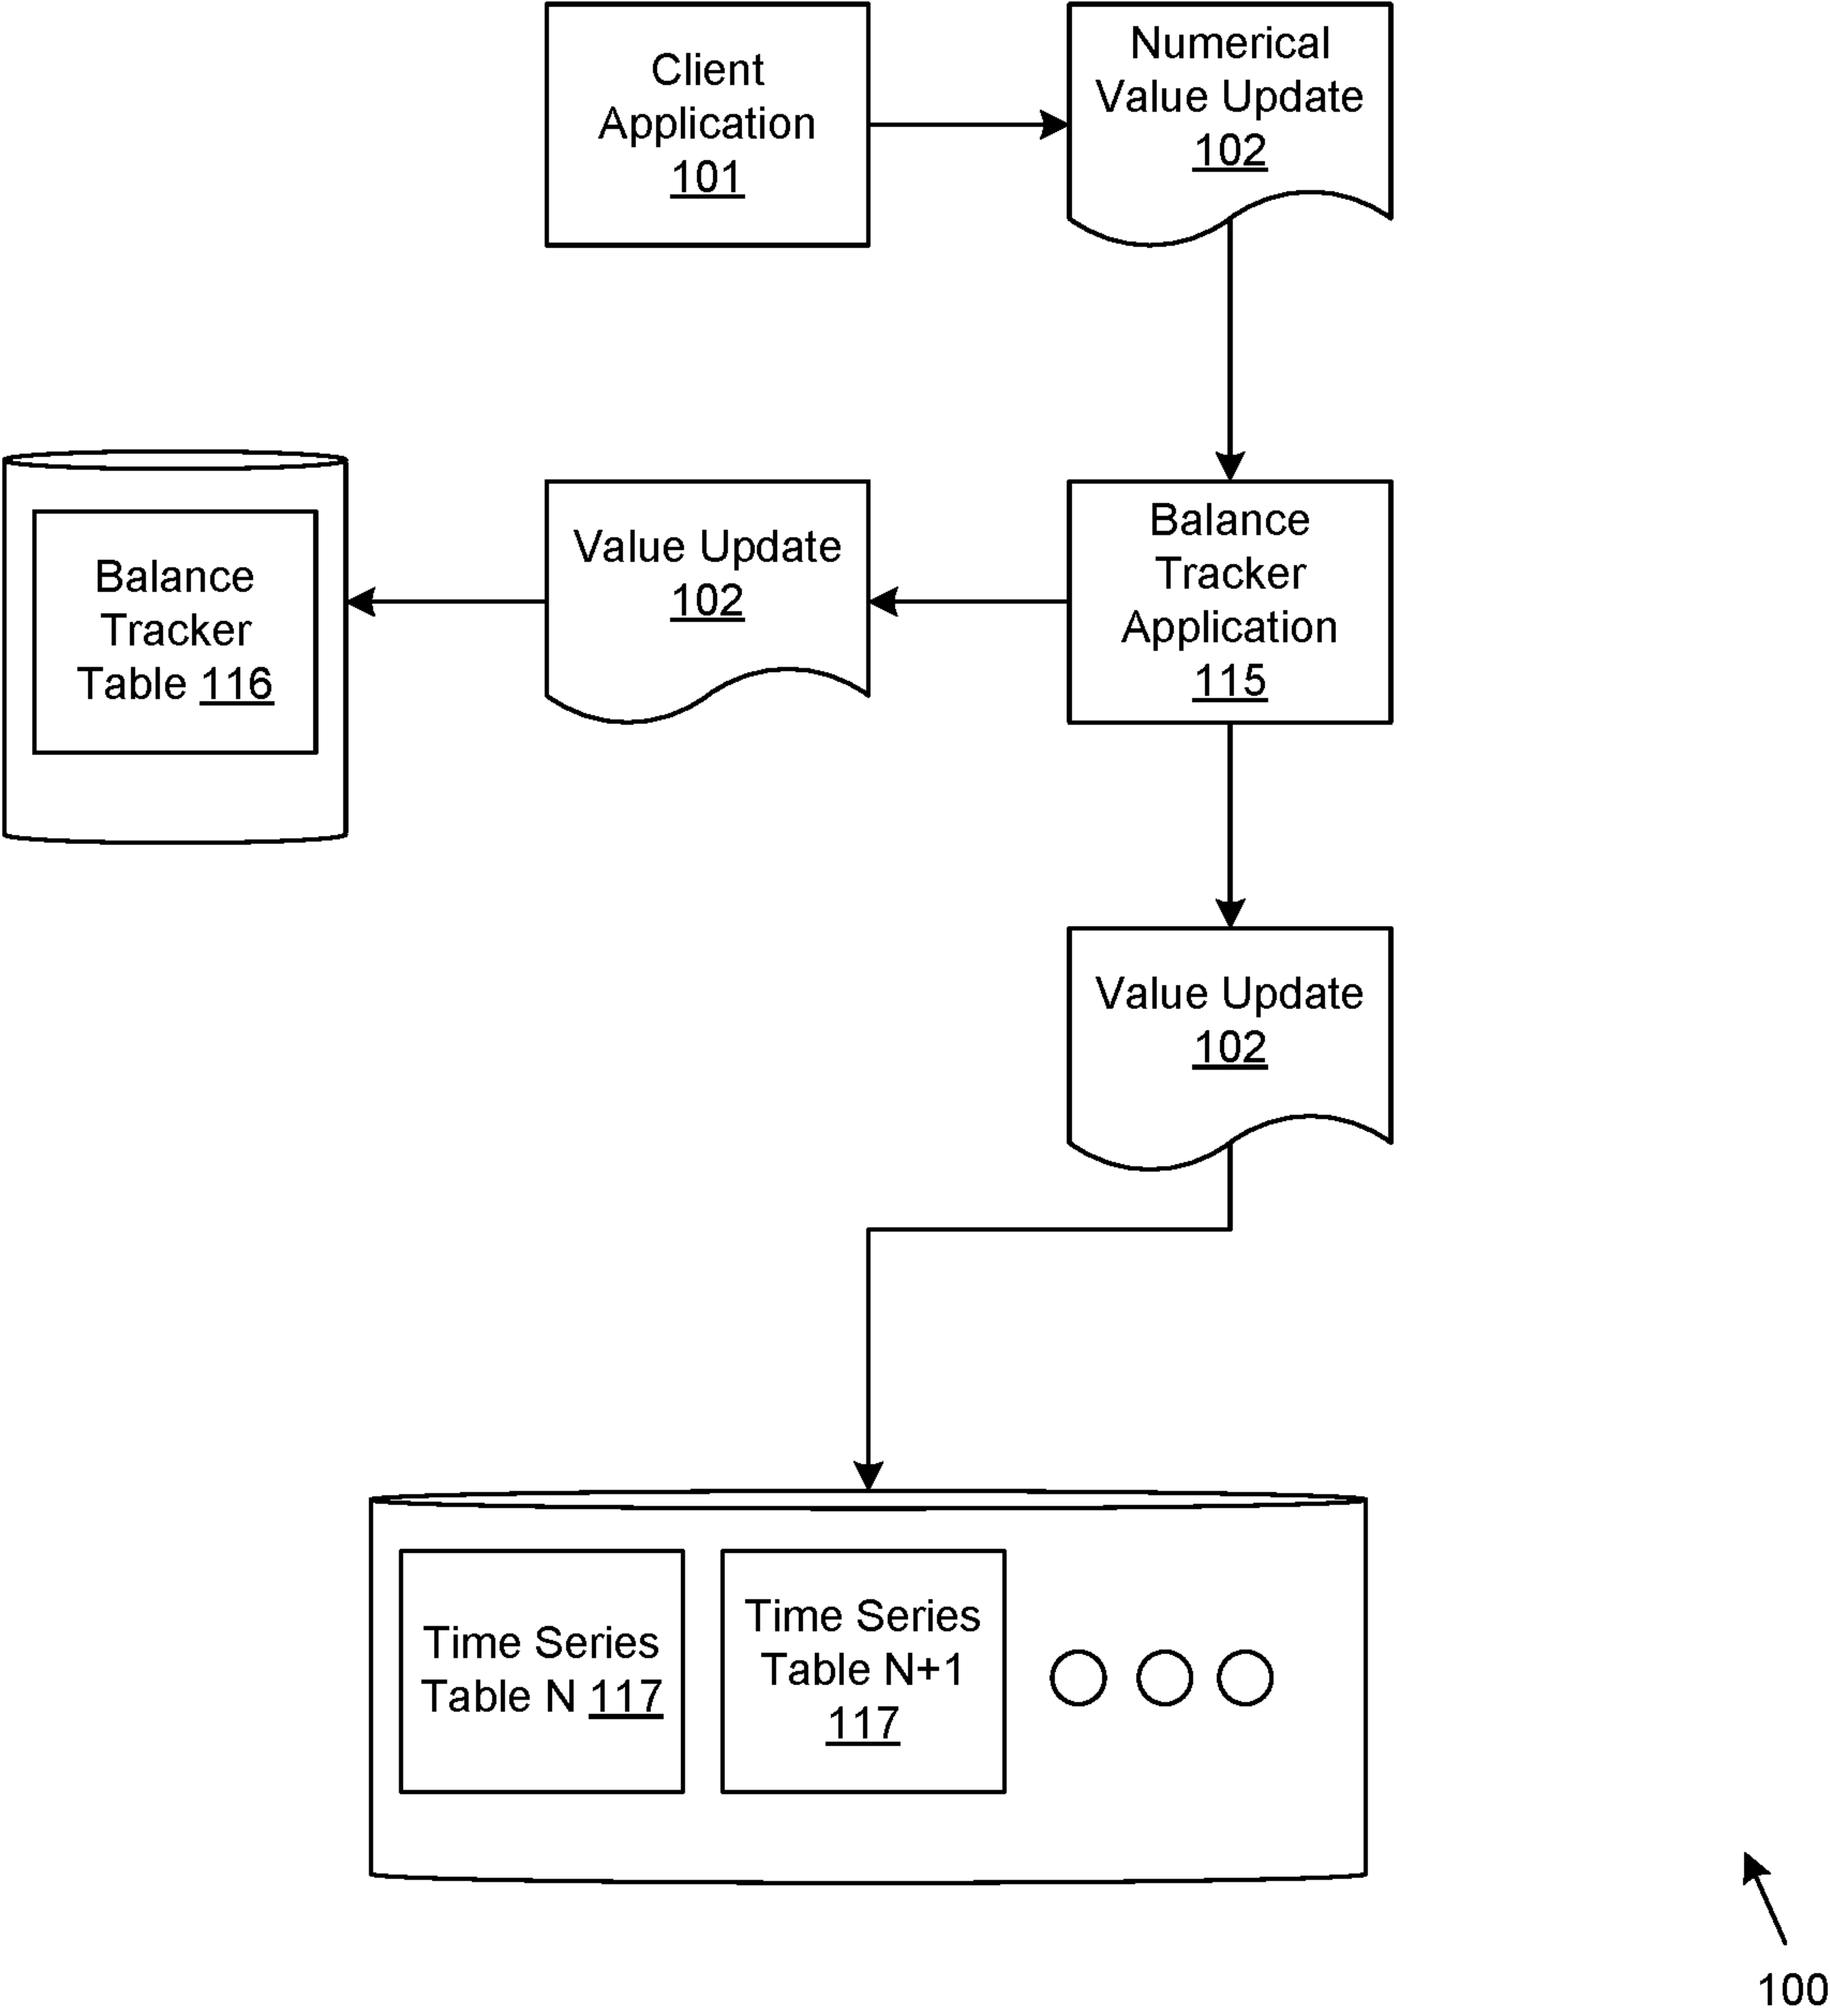 Client
Application
101
Numerical
Value Update
102
Balance
Tracker
Table 116
Value Update
102
Balance
Tracker
Application
115
Value Update
102
Time Series
Table N 117
Time Series
Table N+1
117
100